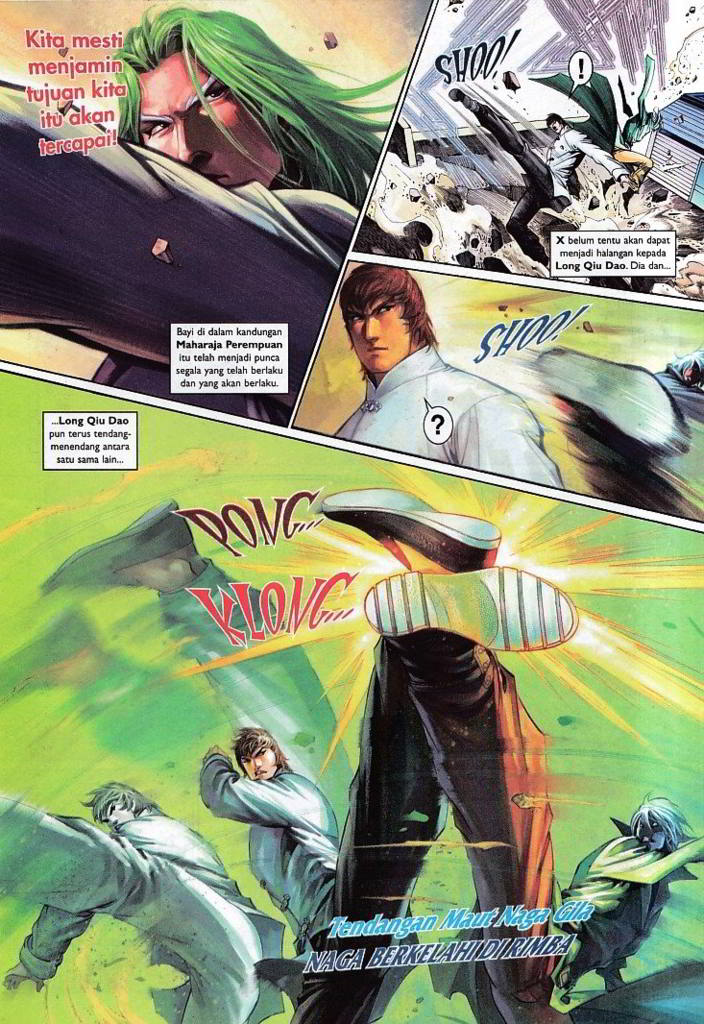 Kita mesti
menjamin
tujuan kita
itu akan
tercapai!
SHOO!
!
X belum tentu akan dapat
menjadi halangan kepada
Long Qiu Dao. Dia dan...
Bayi di dalam kandungan
Maharaja Perempuan
itu telah menjadi punca
segala yang telah berlaku
dan yang akan berlaku.
SHOO!
?
...Long Qiu Dao
pun terus tendang-
menendang antara
satu sama lain...
PONG...
KLONG...
Tendangan Maut Naga Gila
NAGA BERKELAHI DI RIMBA